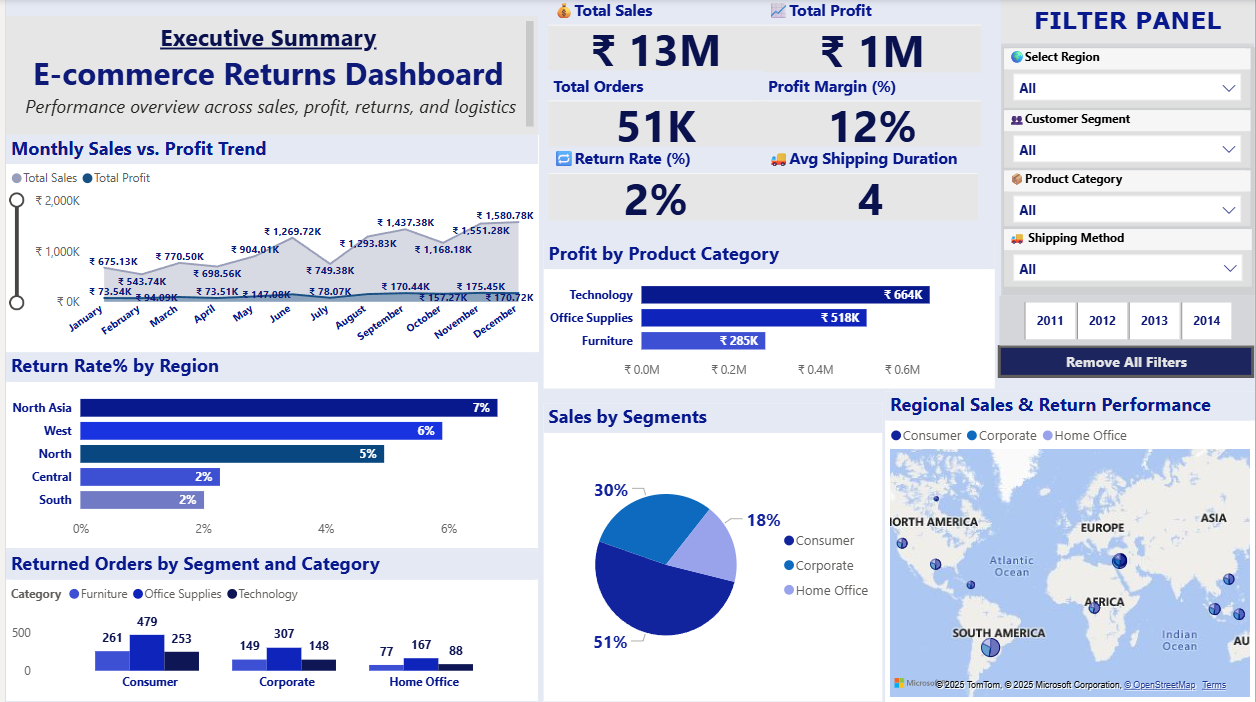 Executive Summary
E-commerce Returns Dashboard
Performance overview across sales, profit, returns, and logistics
Total Sales
Total Profit
₹ 13M
₹ 1M
Total Orders
Profit Margin (%)
51K
12%
Return Rate (%)
Avg Shipping Duration
2%
4
FILTER PANEL
Select Region
All
Customer Segment
All
Product Category
All
Shipping Method
All
2011
2012
2013
2014
Remove All Filters
Monthly Sales vs. Profit Trend
Total Sales
Total Profit
₹ 2,000K
₹ 1,000K
₹ 0K
₹ 675.13K
₹ 543.74K
₹ 770.50K
₹ 698.56K
₹ 904.01K
₹ 1,269.72K
₹ 749.38K
₹ 1,293.83K
₹ 1,437.38K
₹ 1,168.18K
₹ 1,551.28K
₹ 1,580.78K
₹ 73.54K
₹ 94.09K
₹ 73.51K
₹ 147.08K
₹ 78.07K
₹ 170.44K
₹ 157.27K
₹ 175.45K
₹ 170.72K
January
February
March
April
May
June
July
August
September
October
November
December
Profit by Product Category
Technology
₹ 664K
Office Supplies
₹ 518K
Furniture
₹ 285K
₹ 0.0M
₹ 0.2M
₹ 0.4M
₹ 0.6M
Return Rate% by Region
North Asia
7%
West
6%
North
5%
Central
2%
South
2%
0%
2%
4%
6%
Sales by Segments
30%
18%
51%
Consumer
Corporate
Home Office
Regional Sales & Return Performance
Consumer
Corporate
Home Office
NORTH AMERICA
EUROPE
ASIA
Atlantic
Ocean
AFRICA
SOUTH AMERICA
Indian
Ocean
AU
Microsoft
©2025 TomTom, © 2025 Microsoft Corporation, © OpenStreetMap Terms
Returned Orders by Segment and Category
Category
Furniture
Office Supplies
Technology
500
0
261
479
253
149
307
148
77
167
88
Consumer
Corporate
Home Office